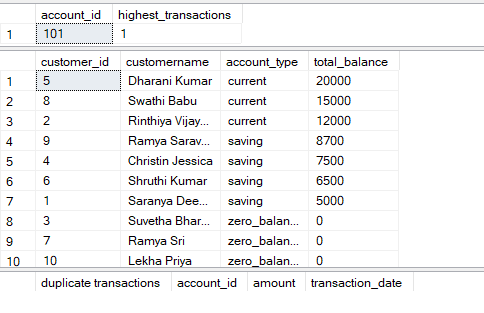 account_id highest_transactions
1 101 1
customer_id customername account_type total_balance
1 5 Dharani Kumar current 20000
2 8 Swathi Babu current 15000
3 2 Rinthiya Vijay... current 12000
4 9 Ramya Sarav... saving 8700
5 4 Christin Jessica saving 7500
6 6 Shruthi Kumar saving 6500
7 1 Saranya Dee... saving 5000
8 3 Suvetha Bhar... zero_balan... 0
9 7 Ramya Sri zero_balan... 0
10 10 Lekha Priya zero_balan... 0
duplicate transactions account_id amount transaction_date